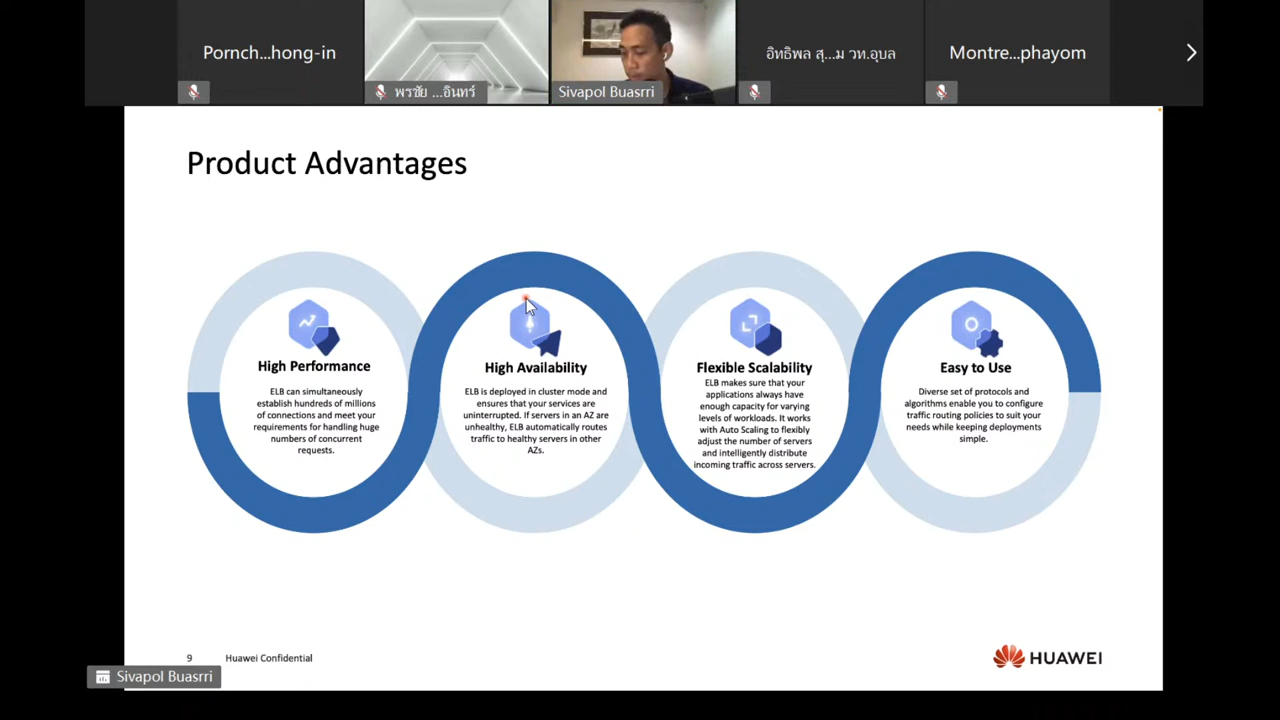 Pornch...hong-in
พรชัย ...อินทร์
Sivapol Buasrri
อิทธิพล สุ...ม วท.อุบล
Montre...phayom
Product Advantages
High Performance
ELB can simultaneously
establish hundreds of millions
of connections and meet your
requirements for handling huge
numbers of concurrent
requests.
High Availability
ELB is deployed in cluster mode and
ensures that your services are
uninterrupted. If servers in an AZ are
unhealthy, ELB automatically routes
traffic to healthy servers in other
AZs.
Flexible Scalability
ELB makes sure that your
applications always have
enough capacity for varying
levels of workloads. It works
with Auto Scaling to flexibly
adjust the number of servers
and intelligently distribute
incoming traffic across servers.
Easy to Use
Diverse set of protocols and
algorithms enable you to configure
traffic routing policies to suit your
needs while keeping deployments
simple.
9 Huawei Confidential
HUAWEI
Sivapol Buasrri